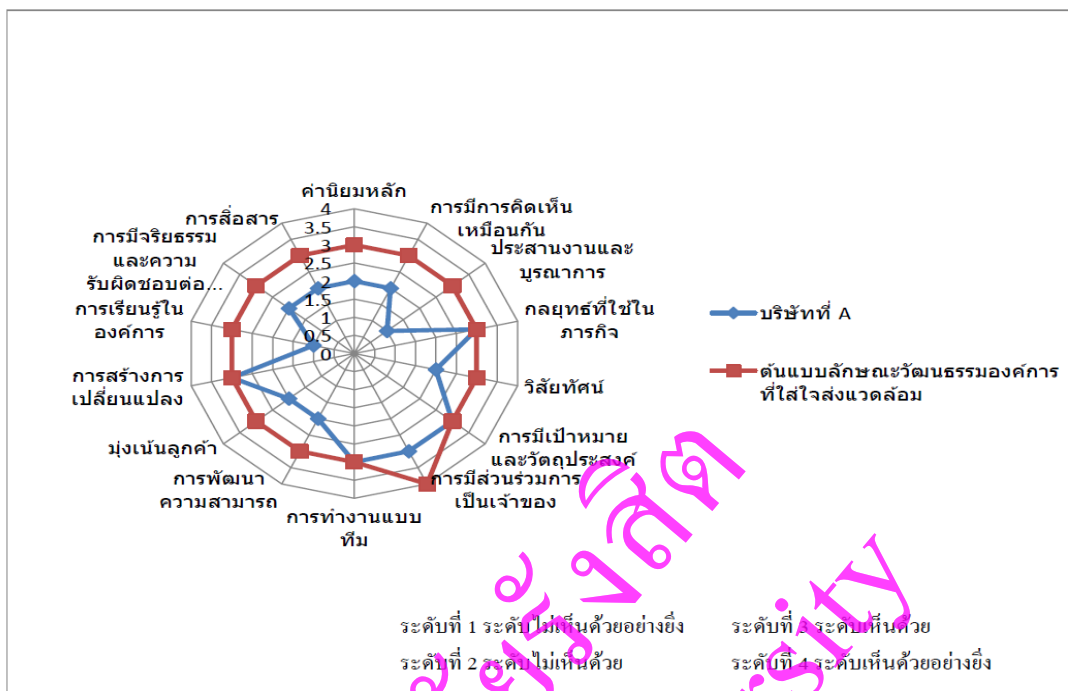 ค่านิยมหลัก
การมีการคิดเห็น
เหมือนกัน
ประสานงานและ
บูรณาการ
กลยุทธ์ที่ใช้ใน
ภารกิจ
วิสัยทัศน์
การมีเป้าหมาย
และวัตถุประสงค์
การมีส่วนร่วมการ
เป็นเจ้าของ
การทำงานแบบ
ทีม
การพัฒนา
ความสามารถ
มุ่งเน้นลูกค้า
การสร้างการ
เปลี่ยนแปลง
การเรียนรู้ใน
องค์การ
การมีจริยธรรม
และความ
รับผิดชอบต่อ...
การสื่อสาร
4
3.5
3
2.5
2
1.5
1
0.5
0
บริษัทที่ A
ต้นแบบลักษณะวัฒนธรรมองค์การ
ที่ใส่ใจส่งแวดล้อม
ระดับที่ 1 ระดับไม่เห็นด้วยอย่างยิ่ง
ระดับที่ 3 ระดับเห็นด้วย
ระดับที่ 2 ระดับไม่เห็นด้วย
ระดับที่ 4 ระดับเห็นด้วยอย่างยิ่ง